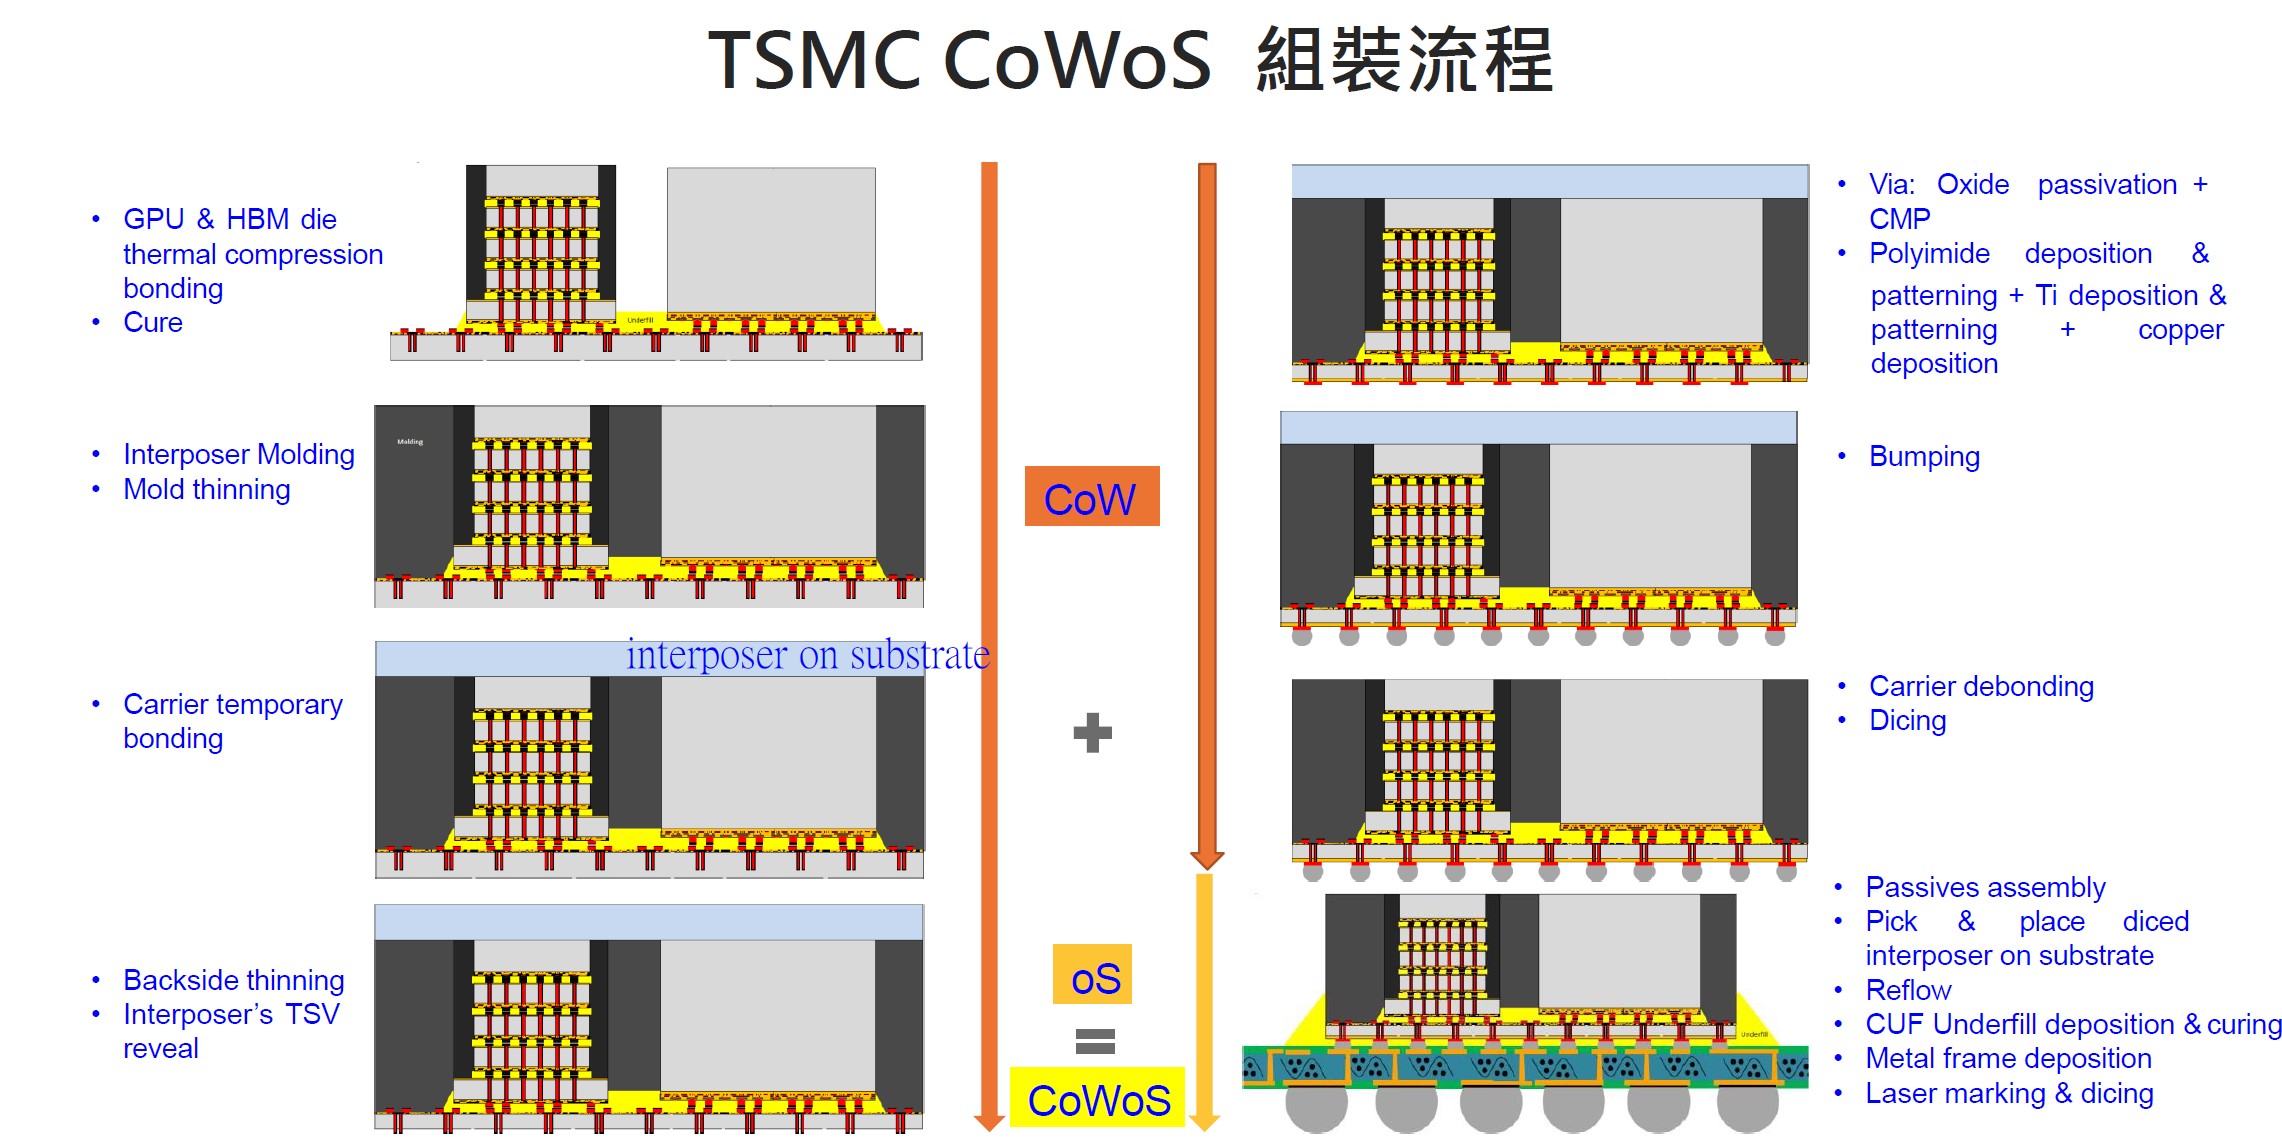 TSMC CoWoS 組裝流程
• GPU & HBM die
thermal compression
bonding
• Cure
Underfill
• Interposer Molding
• Mold thinning
Molding
interposer on substrate
• Carrier temporary
bonding
• Backside thinning
• Interposer’s TSV
reveal
CoW
+
oS
=
CoWoS
• Via: Oxide passivation +
CMP
• Polyimide deposition &
patterning + Ti deposition &
patterning + copper
deposition
• Bumping
• Carrier debonding
• Dicing
• Passives assembly
• Pick & place diced
interposer on substrate
• Reflow
• CUF Underfill deposition & curing
• Metal frame deposition
• Laser marking & dicing
Underfill